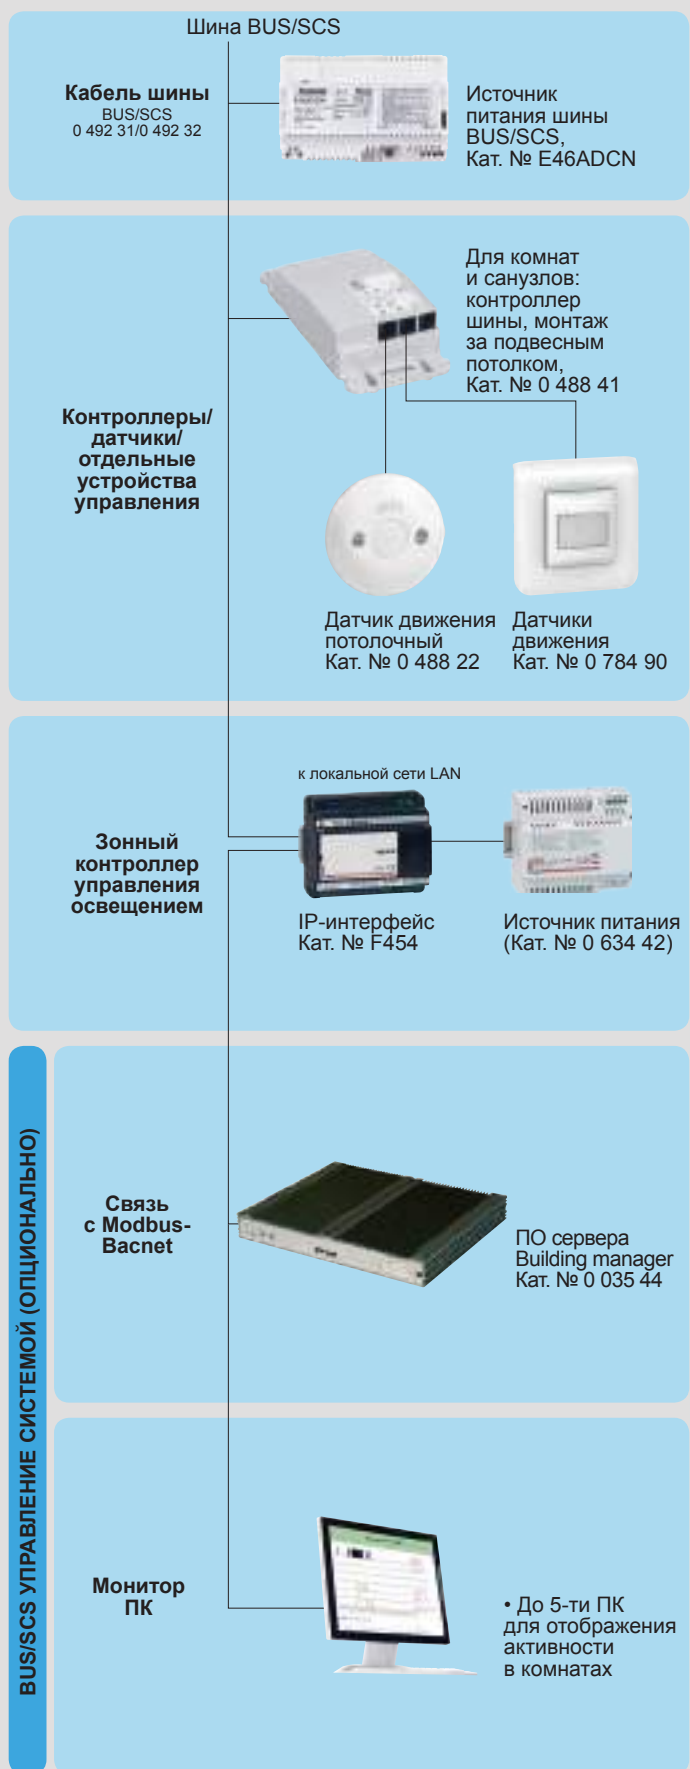 Шина BUS/SCS
Кабель шины
BUS/SCS
0 492 31/0 492 32
Источник
питания шины
BUS/SCS,
Кат. № E46ADCN
Для комнат
и санузлов:
контроллер
шины, монтаж
за подвесным
потолком,
Кат. № 0 488 41
Контроллеры/
датчики/
отдельные
устройства
управления
Датчик движения
потолочный
Кат. № 0 488 22
Датчики
движения
Кат. № 0 784 90
к локальной сети LAN
Зонный
контроллер
управления
освещением
IP-интерфейс
Кат. № F454
Источник питания
(Кат. № 0 634 42)
BUS/SCS УПРАВЛЕНИЕ СИСТЕМОЙ (ОПЦИОНАЛЬНО)
Связь
с Modbus-
Bacnet
ПО сервера
Building manager
Кат. № 0 035 44
Монитор
ПК
• До 5-ти ПК
для отображения
активности
в комнатах